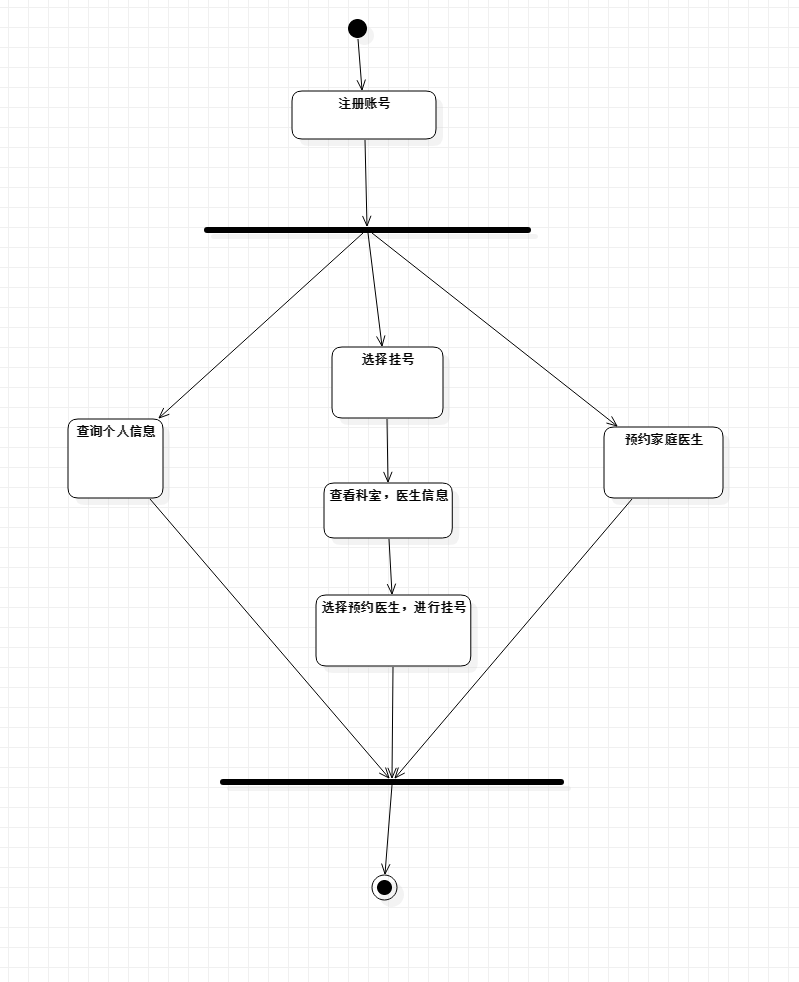 注册账号
选择挂号
查询个人信息
预约家庭医生
查看科室，医生信息
选择预约医生，进行挂号